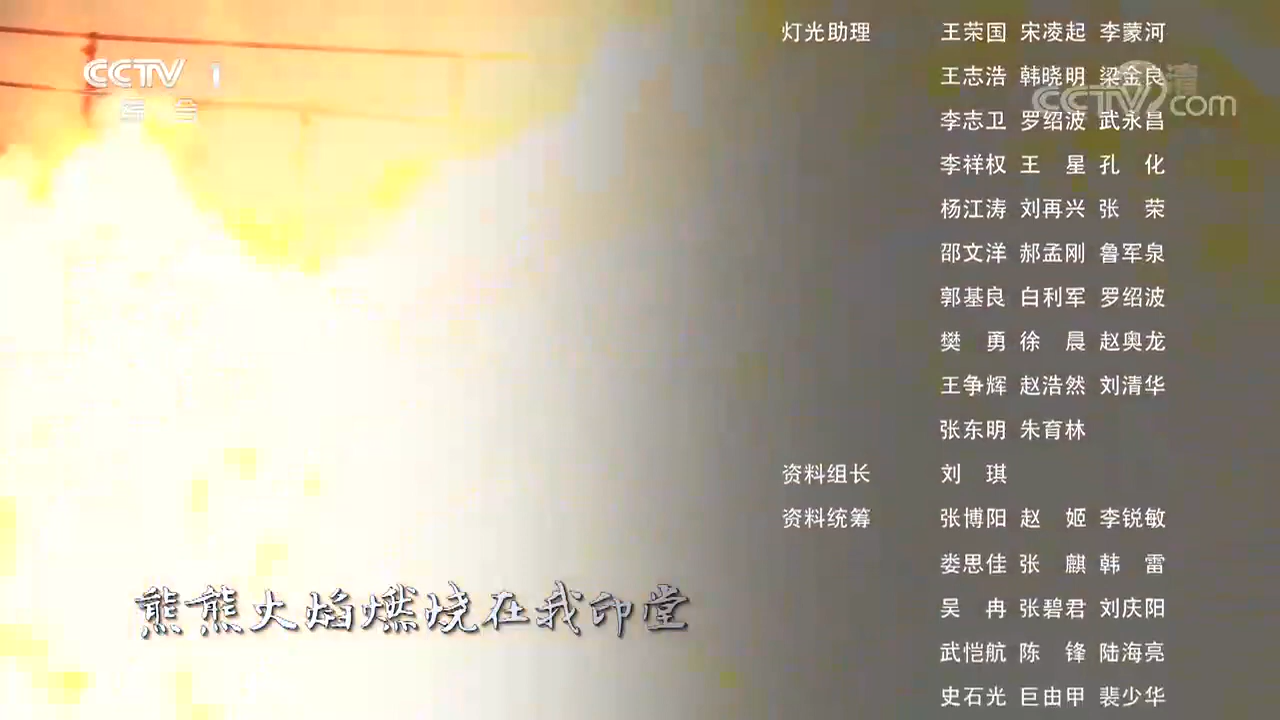 CCTV 1
综合
CCTV com
高清
灯光助理 王荣国 宋凌起 李蒙河
王志浩 韩晓明 梁金良
李志卫 罗绍波 武永昌
李祥权 王 星 孔 化
杨江涛 刘再兴 张 荣
邵文洋 郝孟刚 鲁军泉
郭基良 白利军 罗绍波
樊 勇 徐 晨 赵奥龙
王争辉 赵浩然 刘清华
张东明 朱育林
资料组长 刘 琪
资料统筹 张博阳 赵 姬 李锐敏
娄思佳 张 麒 韩 雷
吴 冉 张碧君 刘庆阳
武恺航 陈 锋 陆海亮
史石光 巨由甲 裴少华
熊熊火焰燃烧在我印堂